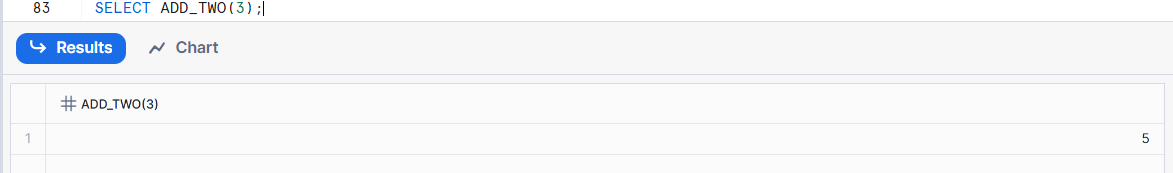 83 SELECT ADD_TWO(3);
Results Chart
ADD_TWO(3)
1 5